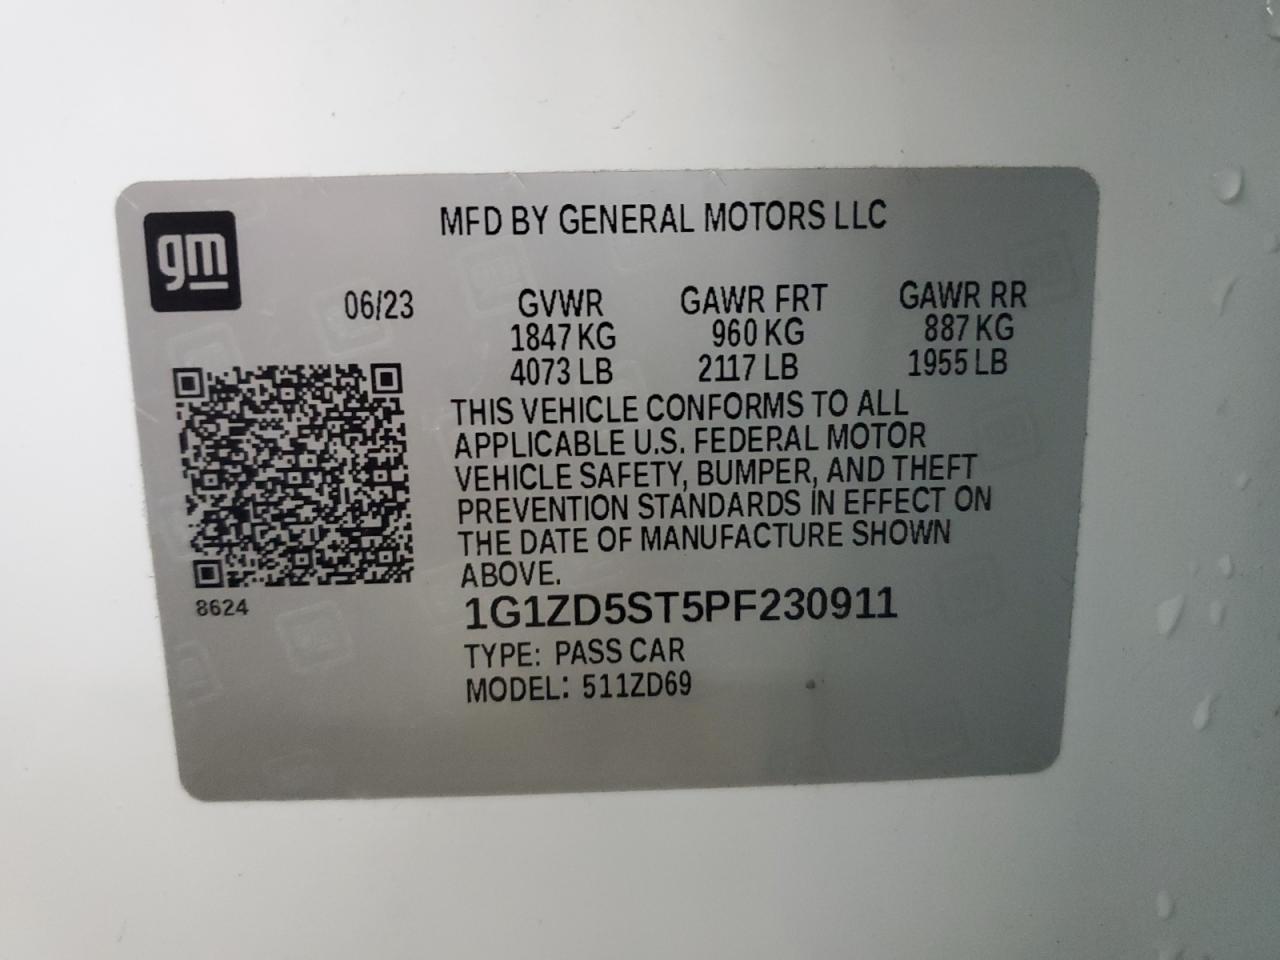 gm
MFD BY GENERAL MOTORS LLC
06/23 GVWR GAWR FRT GAWR RR
1847 KG 960 KG 887 KG
4073 LB 2117 LB 1955 LB
THIS VEHICLE CONFORMS TO ALL
APPLICABLE U.S. FEDERAL MOTOR
VEHICLE SAFETY, BUMPER, AND THEFT
PREVENTION STANDARDS IN EFFECT ON
THE DATE OF MANUFACTURE SHOWN
ABOVE.
8624
1G1ZD5ST5PF230911
TYPE: PASS CAR
MODEL: 511ZD69